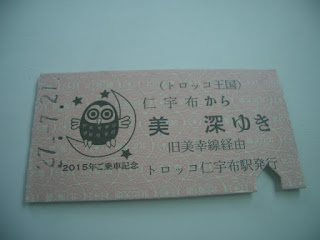 27.-7.21
(トロッコ王国)
仁宇布から
美 深ゆき
旧美幸線経由
2015年ご乗車記念
トロッコ仁宇布駅発行